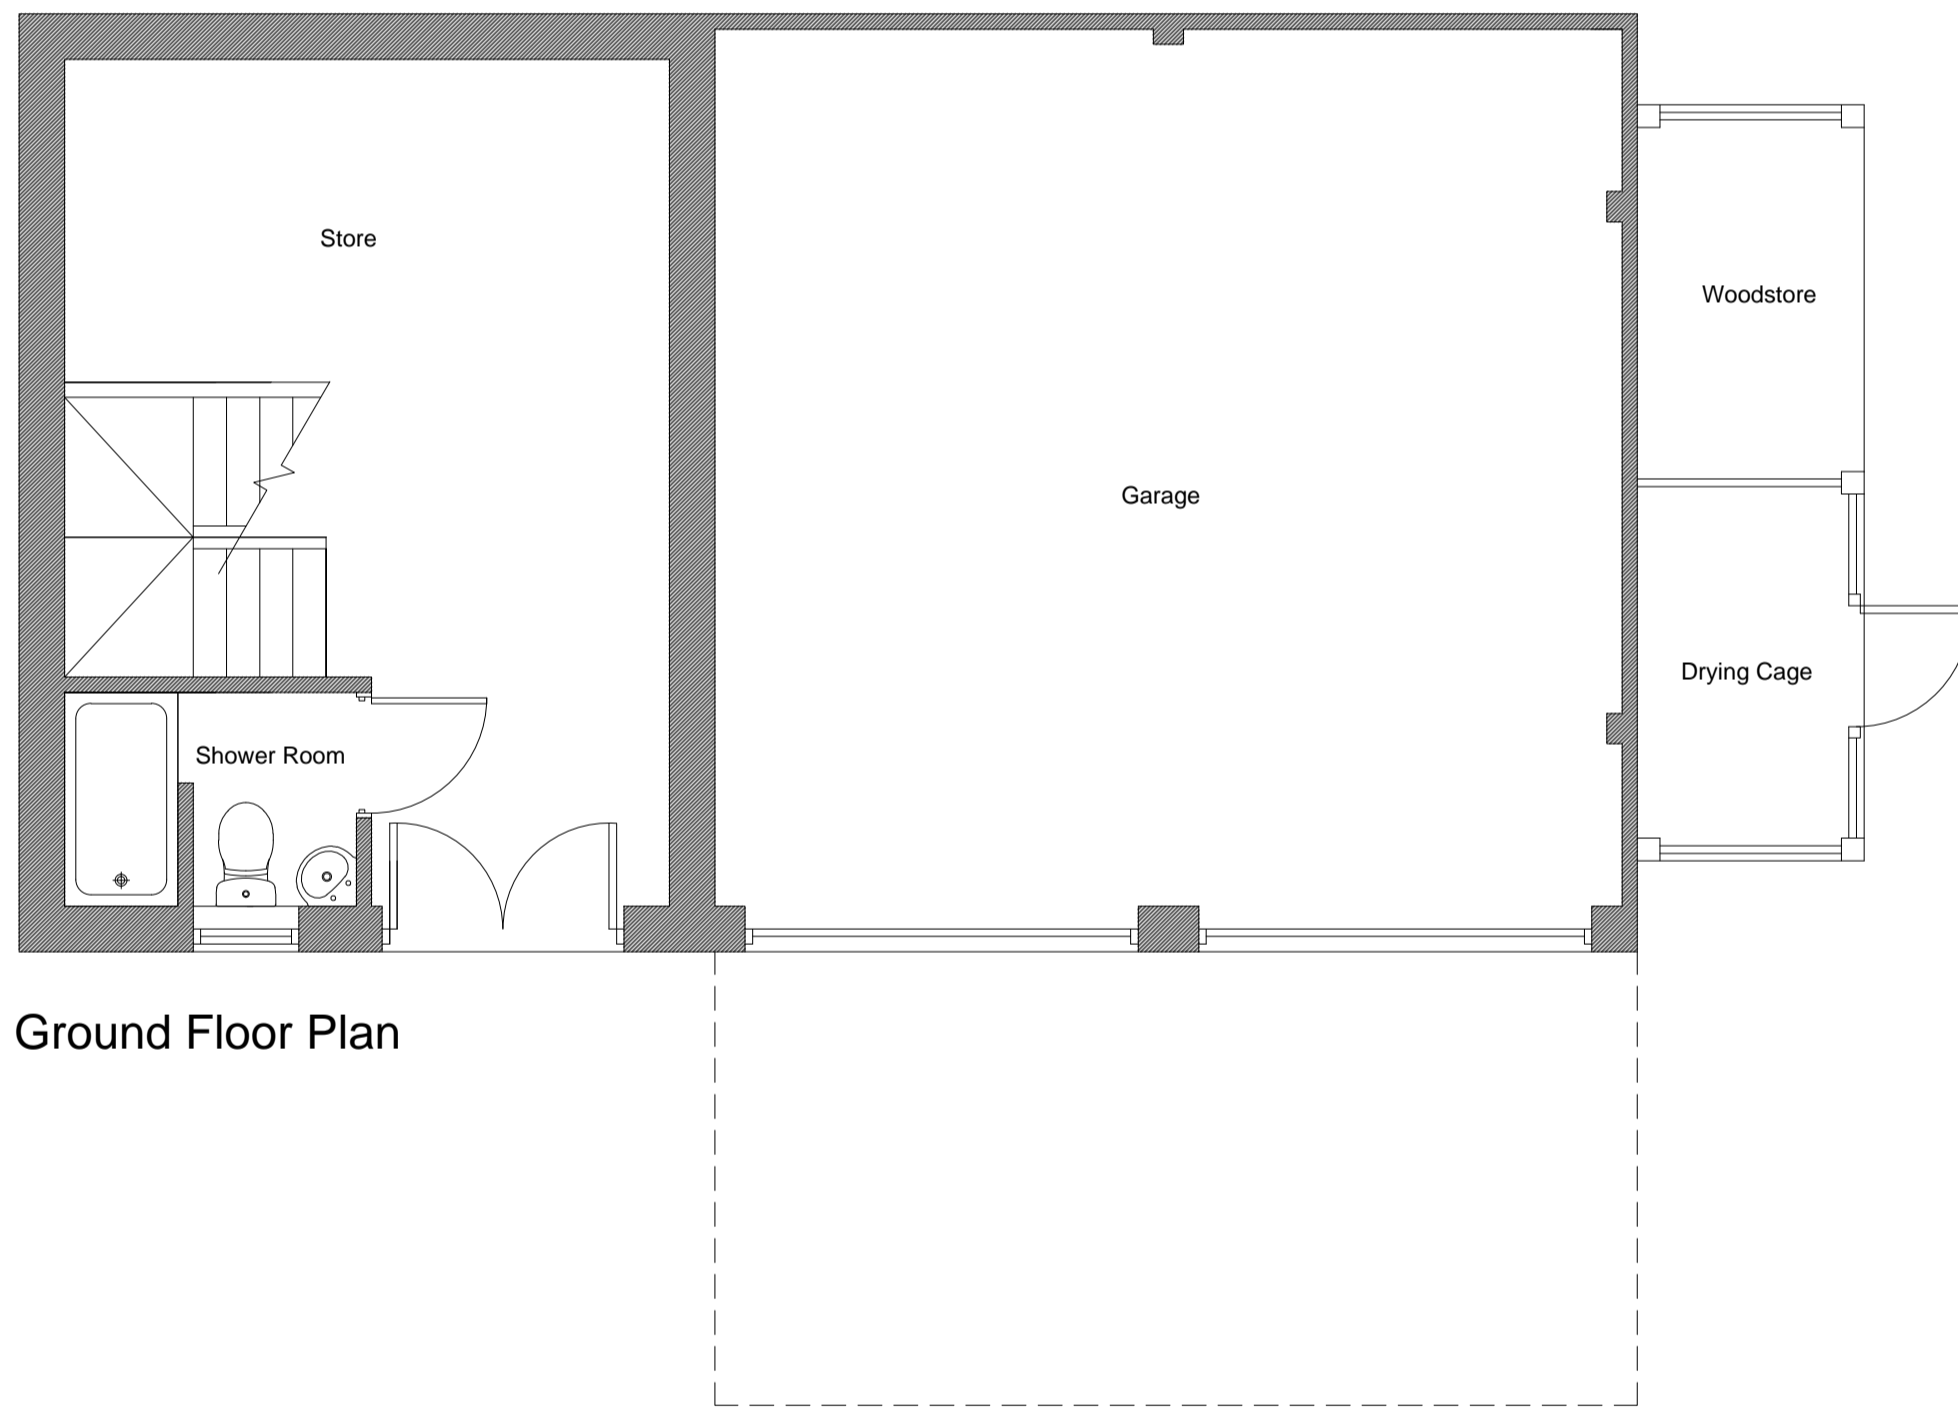 Store
Woodstore
Garage
Drying Cage
Shower Room
Ground Floor Plan